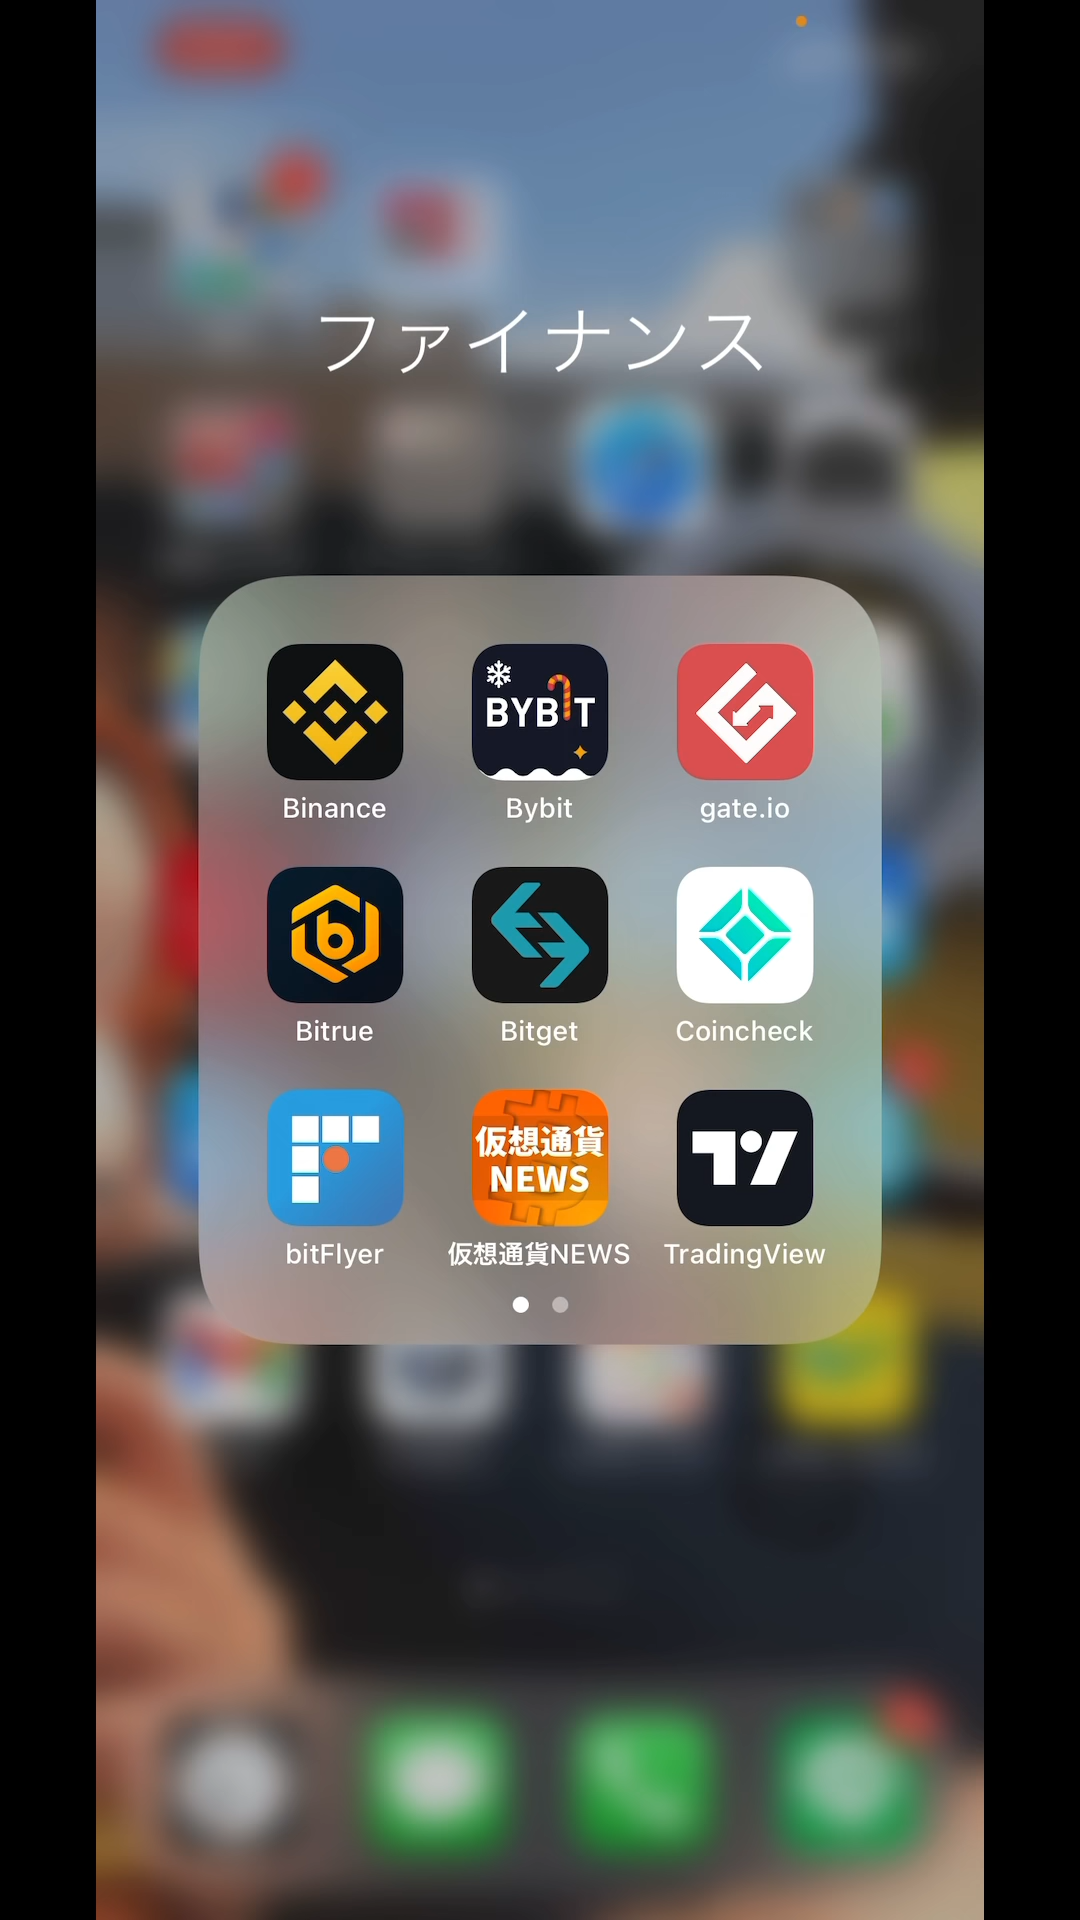 ファイナンス
BYBIT
Binance
Bybit
gate.io
Bitrue
Bitget
Coincheck
仮想通貨
NEWS
bitFlyer
仮想通貨NEWS
TradingView